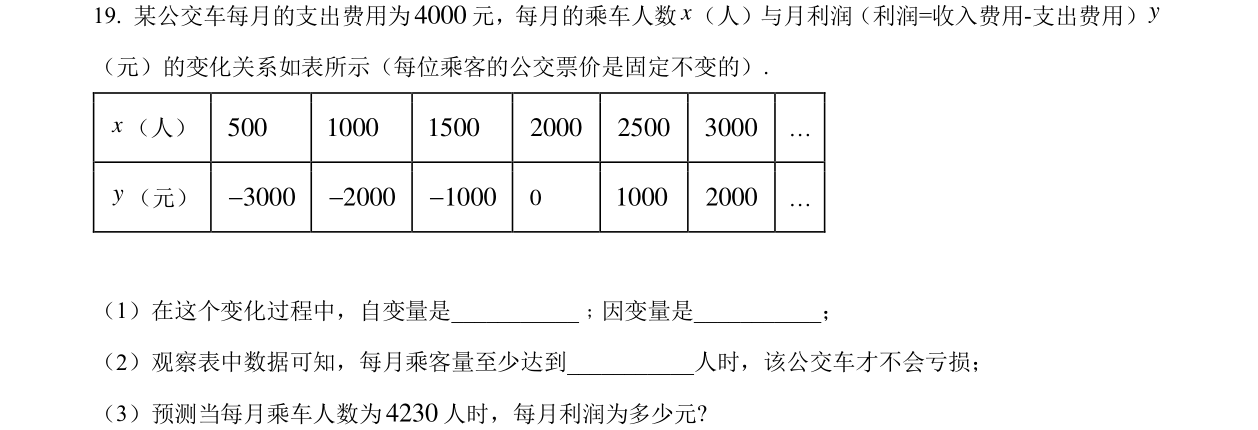 19. 某公交车每月的支出费用为4000元，每月的乘车人数x（人）与月利润（利润=收入费用-支出费用）y
（元）的变化关系如表所示（每位乘客的公交票价是固定不变的）.
x（人） 500 1000 1500 2000 2500 3000 …
y（元） −3000 −2000 −1000 0 1000 2000 …
（1）在这个变化过程中，自变量是___________；因变量是___________；
（2）观察表中数据可知，每月乘客量至少达到___________人时，该公交车才不会亏损；
（3）预测当每月乘车人数为4230人时，每月利润为多少元?